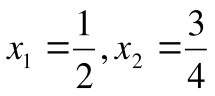 x₁ = 1/2, x₂ = 3/4